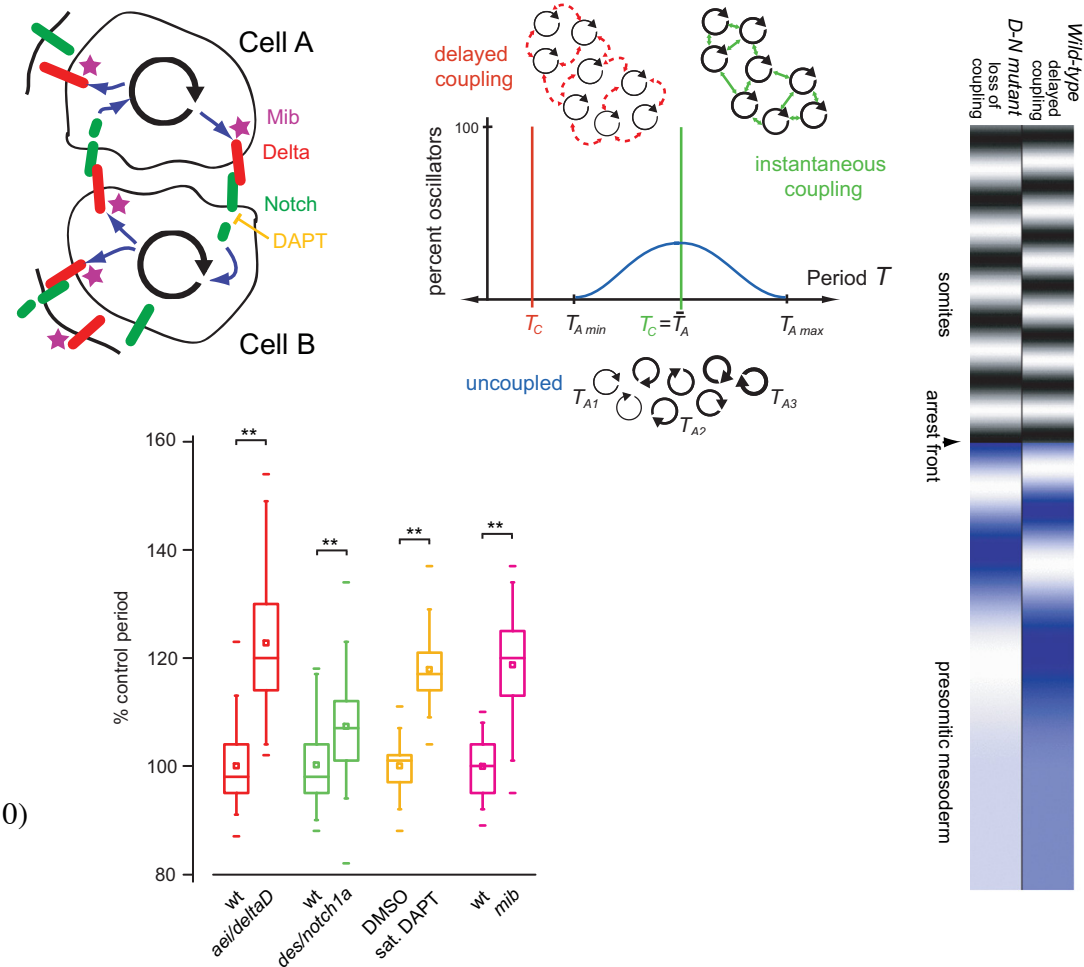 Cell A
Mib
Delta
Notch
DAPT
Cell B
delayed
coupling
100
instantaneous
coupling
percent oscillators
Period T
T_C
T_A min
T_C = T̄_A
T_A max
uncoupled
T_A1
T_A2
T_A3
Wild-type
delayed
coupling
D-N mutant
loss of
coupling
somites
arrest front
presomitic mesoderm
160
140
120
100
80
% control period
**
**
**
**
wt
aei/deltaD
wt
des/notch1a
DMSO
sat. DAPT
wt
mib
0)